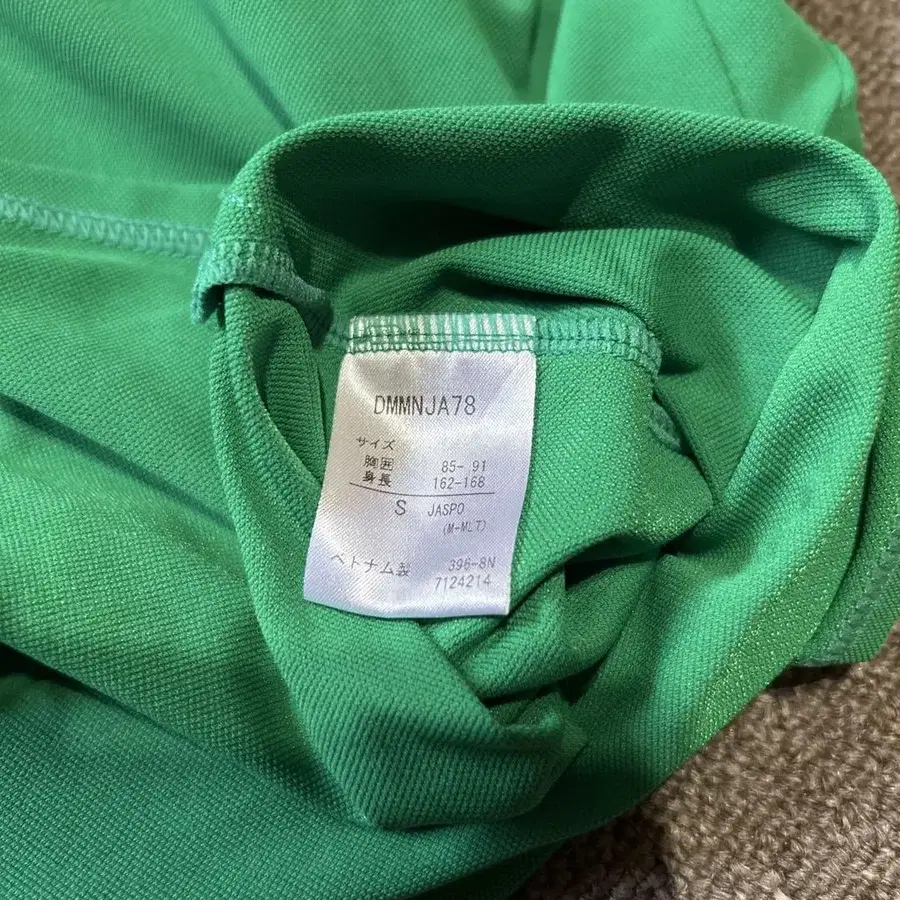 DMMNJA78
サイズ
胸囲 85- 91
身長 162-168
S JASPO
(M-MLT)
ベトナム製 396-8N
7124214